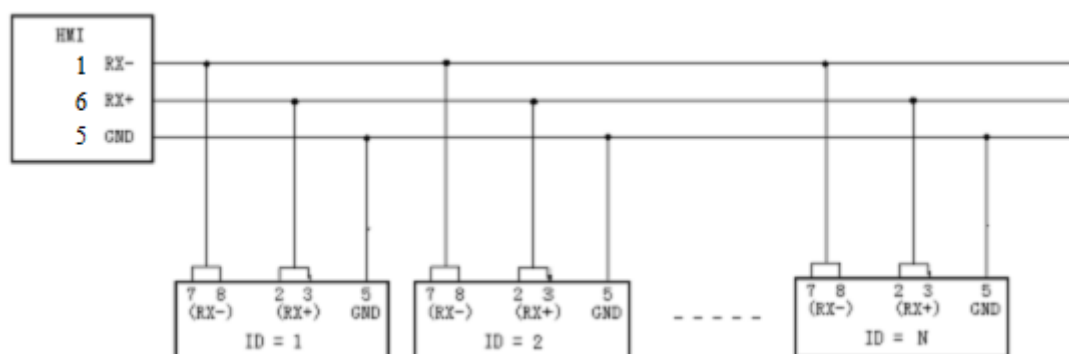 HMI
1 RX-
6 RX+
5 GND
7 8 2 3 5
(RX-) (RX+) GND
ID = 1
7 8 2 3 5
(RX-) (RX+) GND
ID = 2
- - - - -
7 8 2 3 5
(RX-) (RX+) GND
ID = N